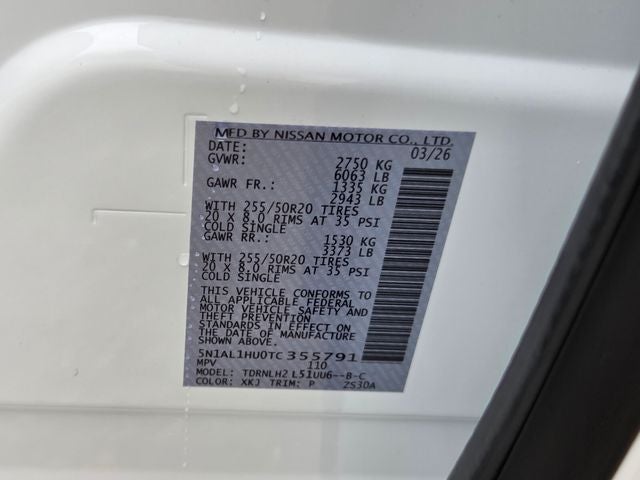 MFD BY NISSAN MOTOR CO., LTD.
DATE: 03/26
GVWR: 2750 KG
6063 LB
GAWR FR.: 1335 KG
2943 LB
WITH 255/50R20 TIRES
20 X 8.0 RIMS AT 35 PSI
COLD SINGLE
GAWR RR.: 1530 KG
3373 LB
WITH 255/50R20 TIRES
20 X 8.0 RIMS AT 35 PSI
COLD SINGLE
THIS VEHICLE CONFORMS TO
ALL APPLICABLE FEDERAL
MOTOR VEHICLE SAFETY AND
THEFT PREVENTION
STANDARDS IN EFFECT ON
THE DATE OF MANUFACTURE
SHOWN ABOVE.
5N1AL1HU0TC355791
MPV 110
MODEL: TDRNLH2 L51UU6--B-C
COLOR: XKJ TRIM: P ZS30A